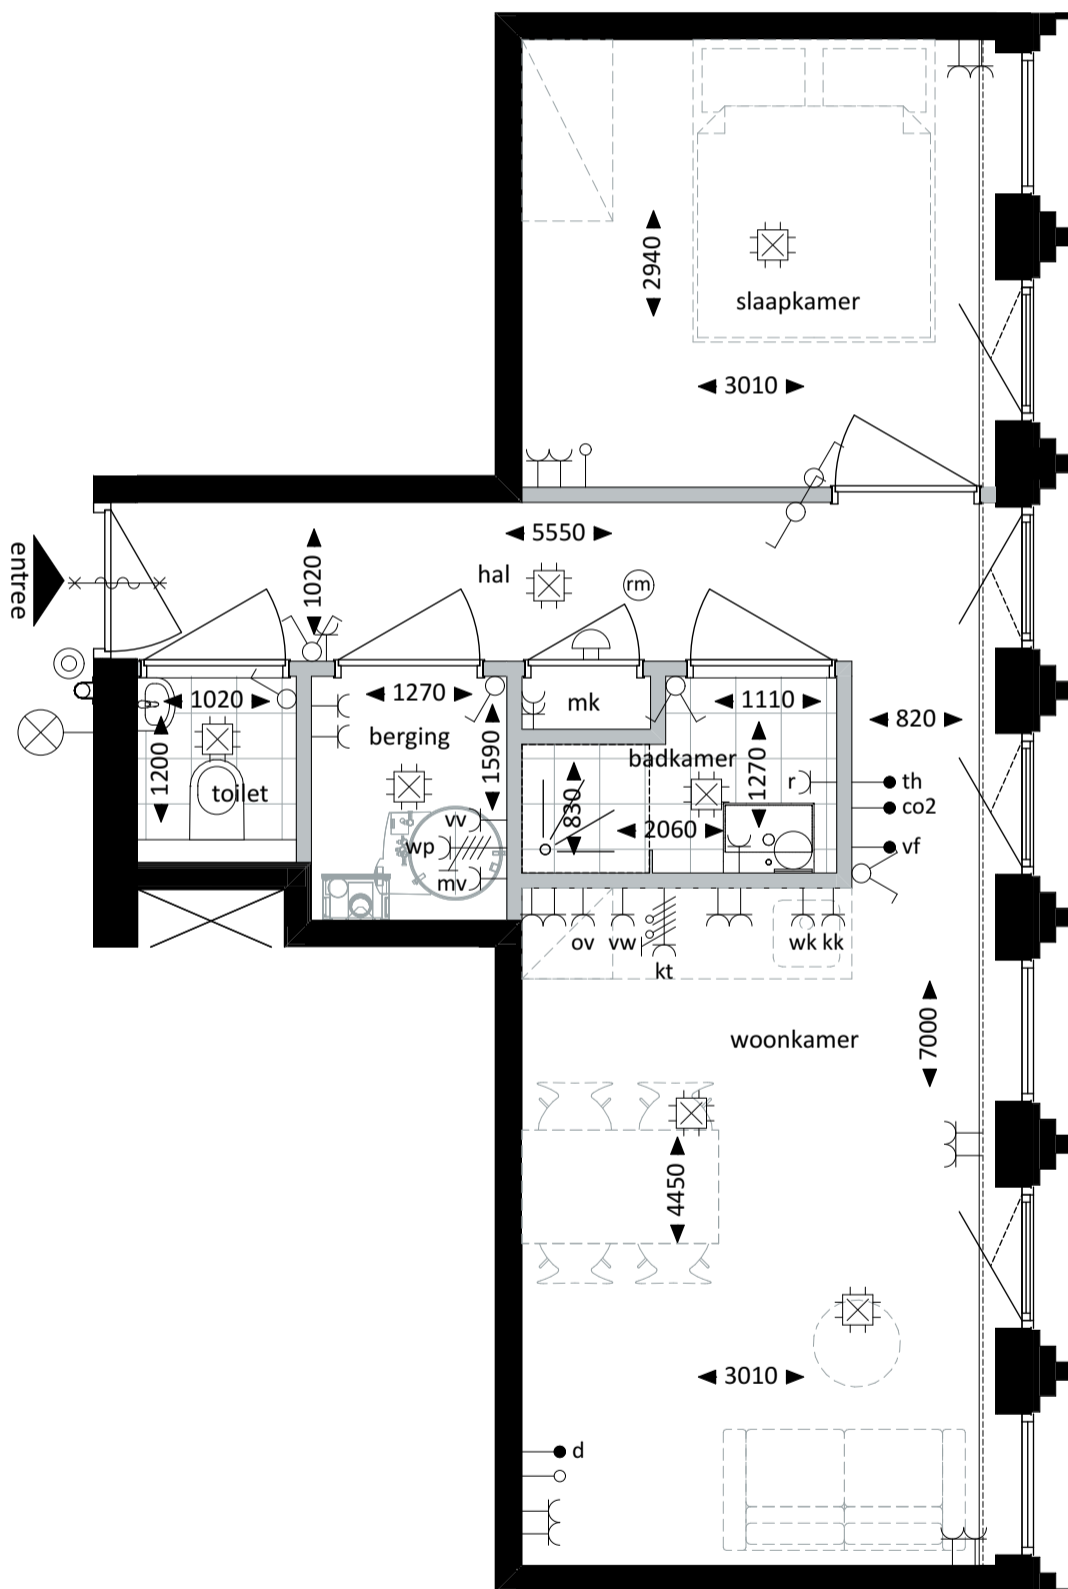 2940
slaapkamer
3010
5550
entree
1020
hal
rm
1020
1270
mk
1110
820
berging
1590
badkamer
1270
1200
toilet
830
r
th
co2
vv
2060
wp
vf
mv
ov
vw
wk
kk
kt
woonkamer
7000
4450
3010
d